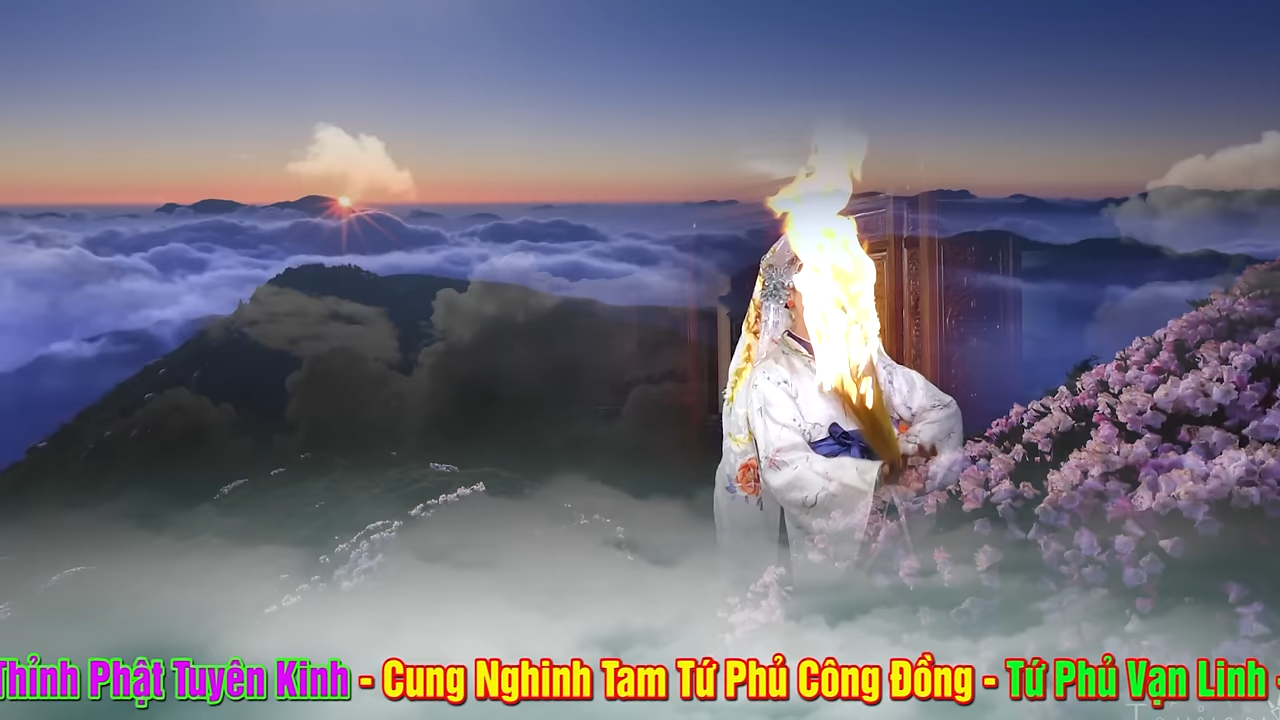 Thỉnh Phật Tuyên Kinh - Cung Nghinh Tam Tứ Phủ Công Đồng - Tứ Phủ Vạn Linh -